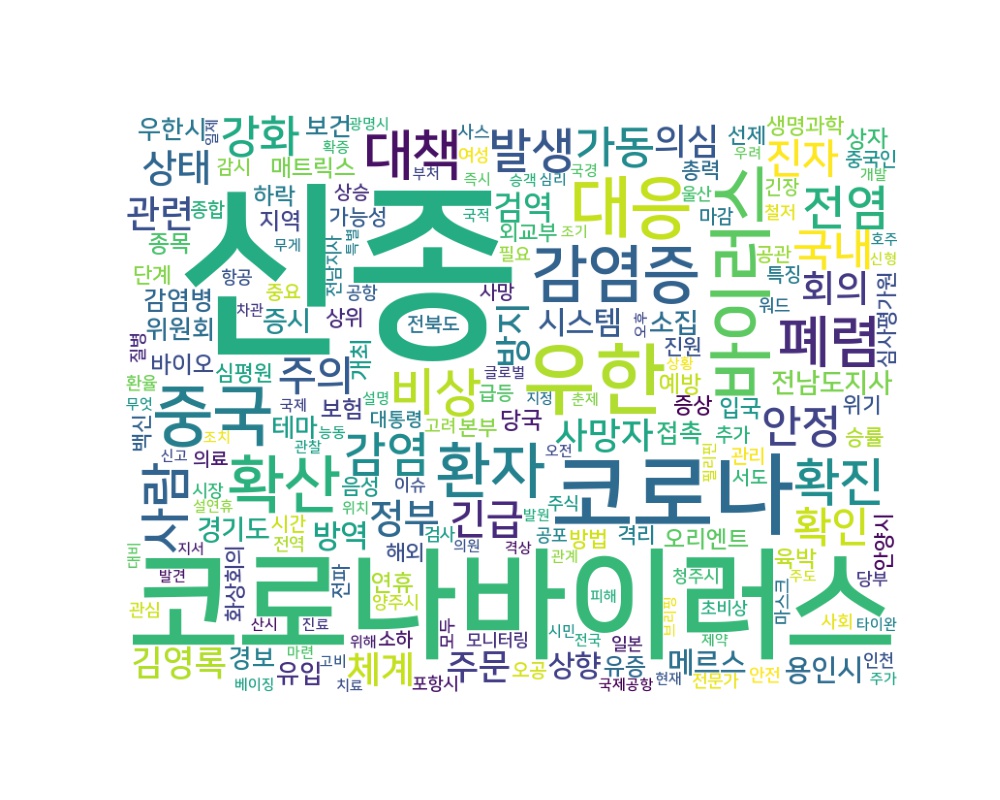 우한시
일제
강화
보건
광명시
확증
대책
부처
사스
여성
발생
가동
의심
선제
우려
생명과학
상자
중국인
개발
상태
감시
매트릭스
즉시
승객
심리
국경
총력
진자
긴장
관련
종합
하락
지역
상승
가능성
국적
검역
외교부
조기
대응
울산
마감
바이러스
철저
전염
종목
무게
전남지사
특별
신종
필요
공관
국내
호주
신형
단계
항공
중요
공항
사망
감염증
특징
회의
감염병
차관
위원회
증시
상위
전북도
방지
시스템
오후
소집
워드
폐렴
심사평가원
질병
바이오
심평원
주의
개최
글로벌
우한
진원
상황
예방
전남도지사
환율
무엇
백신
중국
설명
국제
보험
비상
급등
지정
춘제
증상
입국
안정
위기
테마
능동
대통령
고려
본부
당국
사망자
접촉
추가
승률
조치
신고
의료
관찰
감염
오전
필리핀
관리
사람
시장
설연휴
확산
음성
이슈
위치
환자
주식
코로나
서도
확진
경기도
시간
전역
방역
정부
검사
긴급
발원
공포
방법
격리
오리엔트
확인
안양시
대비
지서
해외
의원
격상
관계
육박
발견
화상회의
전파
연휴
양주시
피해
청주시
초비상
주도
마스크
당부
관심
코로나바이러스
산시
진료
위해
소하
모두
모니터링
시민
전국
일본
브리핑
제약
사회
타이완
김영록
경보
마련
유입
고비
체계
주문
오공
상향
유증
메르스
용인시
인천
베이징
치료
포항시
국제공항
현재
전문가
안전
주가